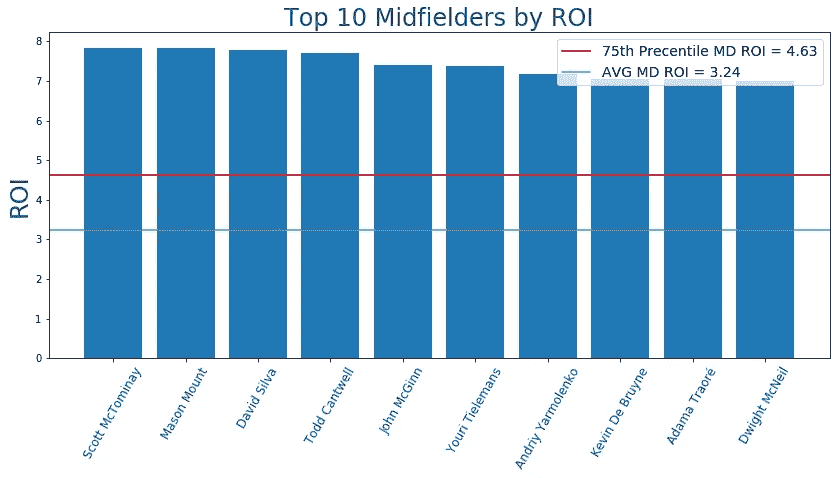 Top 10 Midfielders by ROI
75th Precentile MD ROI = 4.63
AVG MD ROI = 3.24
ROI
8
7
6
5
4
3
2
1
0
Scott McTominay
Mason Mount
David Silva
Todd Cantwell
John McGinn
Youri Tielemans
Andriy Yarmolenko
Kevin De Bruyne
Adama Traoré
Dwight McNeil